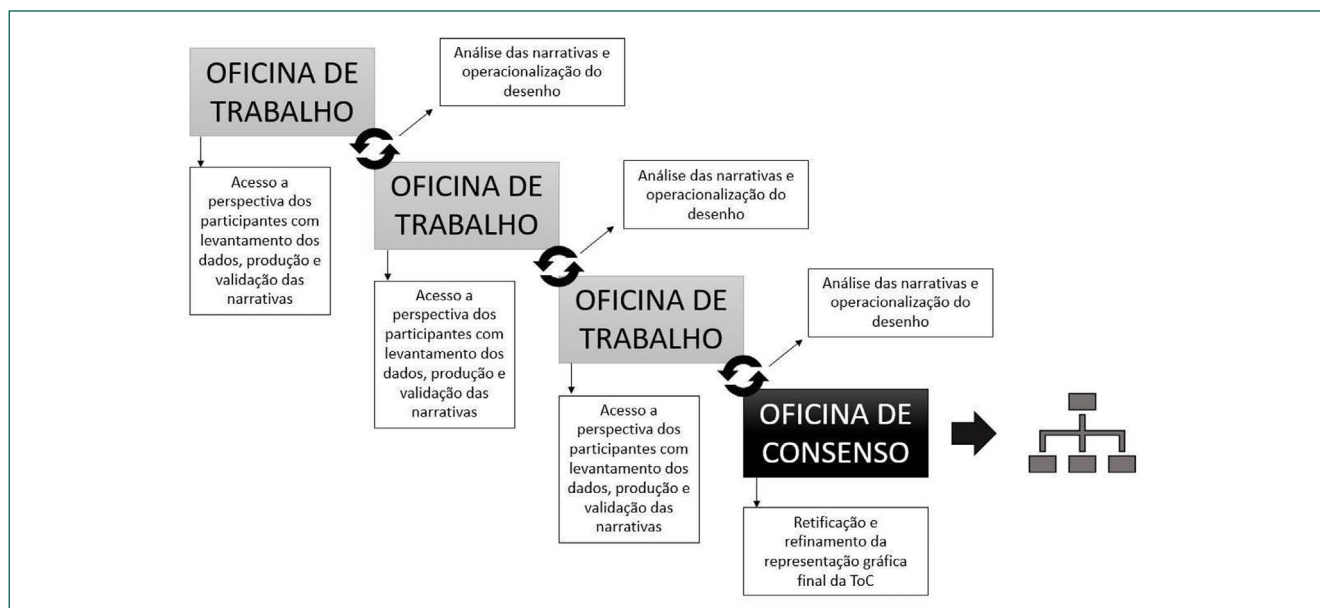 OFICINA DE
TRABALHO
Análise das narrativas e
operacionalização do
desenho
Acesso a
perspectiva dos
participantes com
levantamento dos
dados, produção e
validação das
narrativas
OFICINA DE
TRABALHO
Análise das narrativas e
operacionalização do
desenho
Acesso a
perspectiva dos
participantes com
levantamento dos
dados, produção e
validação das
narrativas
OFICINA DE
TRABALHO
Análise das narrativas e
operacionalização do
desenho
Acesso a
perspectiva dos
participantes com
levantamento dos
dados, produção e
validação das
narrativas
OFICINA DE
CONSENSO
Retificação e
refinamento da
representação gráfica
final da ToC